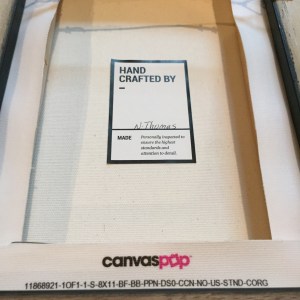 HAND
CRAFTED BY
N. Thomas
MADE
Personally inspected to
ensure the highest
standards and
attention to detail.
canvaspop
11868921-1OF1-1-S-8X11-BF-BB-PPN-DS0-CCN-NO-US-STND-CORG